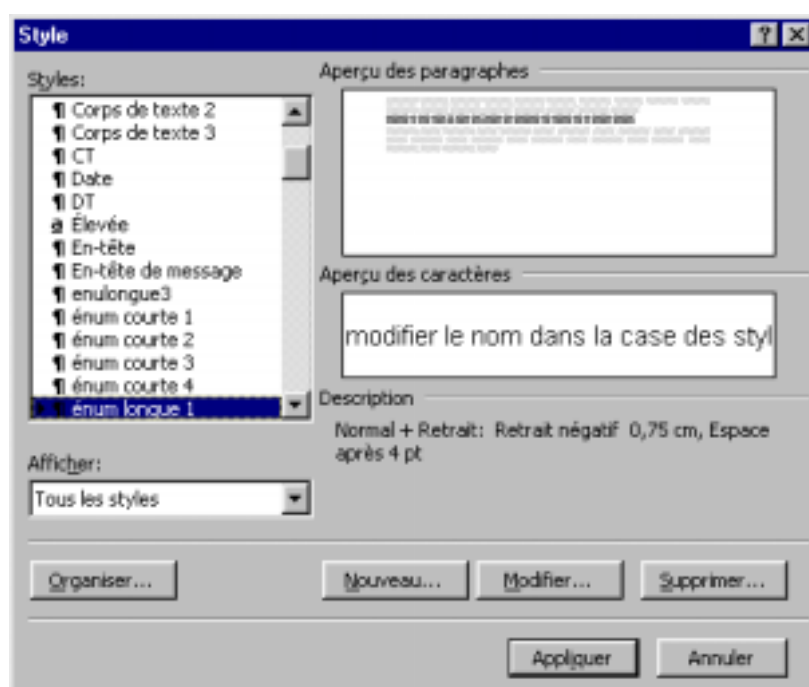 Style
Styles:
¶ Corps de texte 2
¶ Corps de texte 3
¶ CT
¶ Date
¶ DT
a Élevée
¶ En-tête
¶ En-tête de message
¶ enulongue3
¶ énum courte 1
¶ énum courte 2
¶ énum courte 3
¶ énum courte 4
¶ énum longue 1
Afficher:
Tous les styles
Aperçu des paragraphes
Aperçu des caractères
modifier le nom dans la case des styl
Description
Normal + Retrait: Retrait négatif 0,75 cm, Espace
après 4 pt
Organiser...
Nouveau...
Modifier...
Supprimer...
Appliquer
Annuler